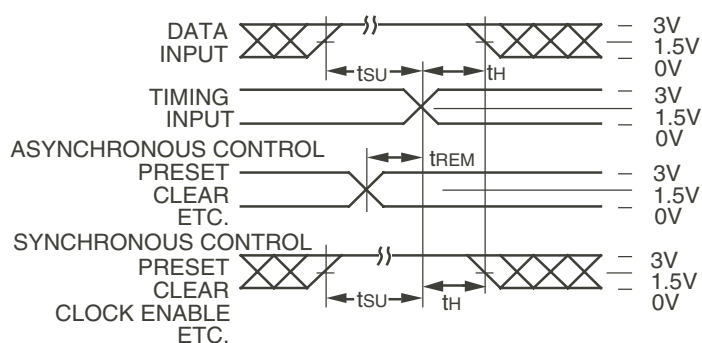 DATA
INPUT
tSU
tH
3V
1.5V
0V
TIMING
INPUT
3V
1.5V
0V
ASYNCHRONOUS CONTROL
PRESET
CLEAR
ETC.
tREM
3V
1.5V
0V
SYNCHRONOUS CONTROL
PRESET
CLEAR
CLOCK ENABLE
ETC.
tSU
tH
3V
1.5V
0V